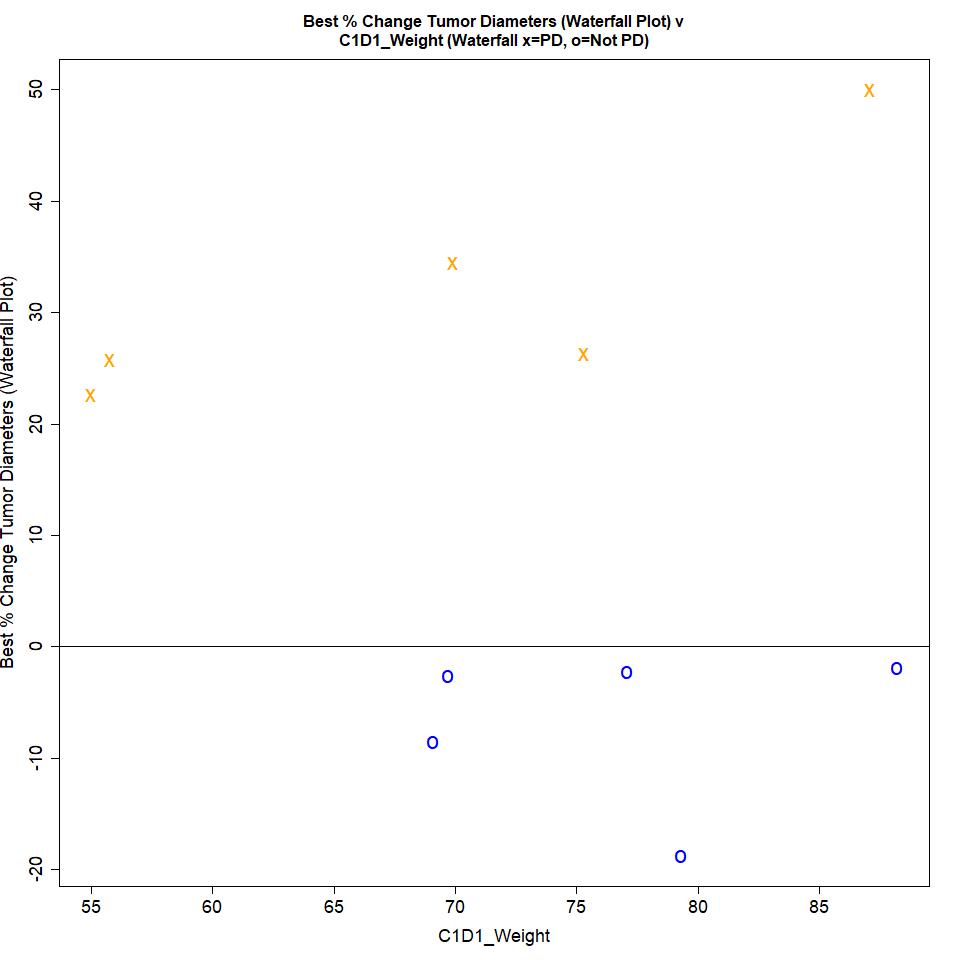 Best % Change Tumor Diameters (Waterfall Plot) v
C1D1_Weight (Waterfall x=PD, o=Not PD)
Best % Change Tumor Diameters (Waterfall Plot)
50
40
30
20
10
0
-10
-20
X
X
X
X
X
O
O
O
O
O
55
60
65
70
75
80
85
C1D1_Weight